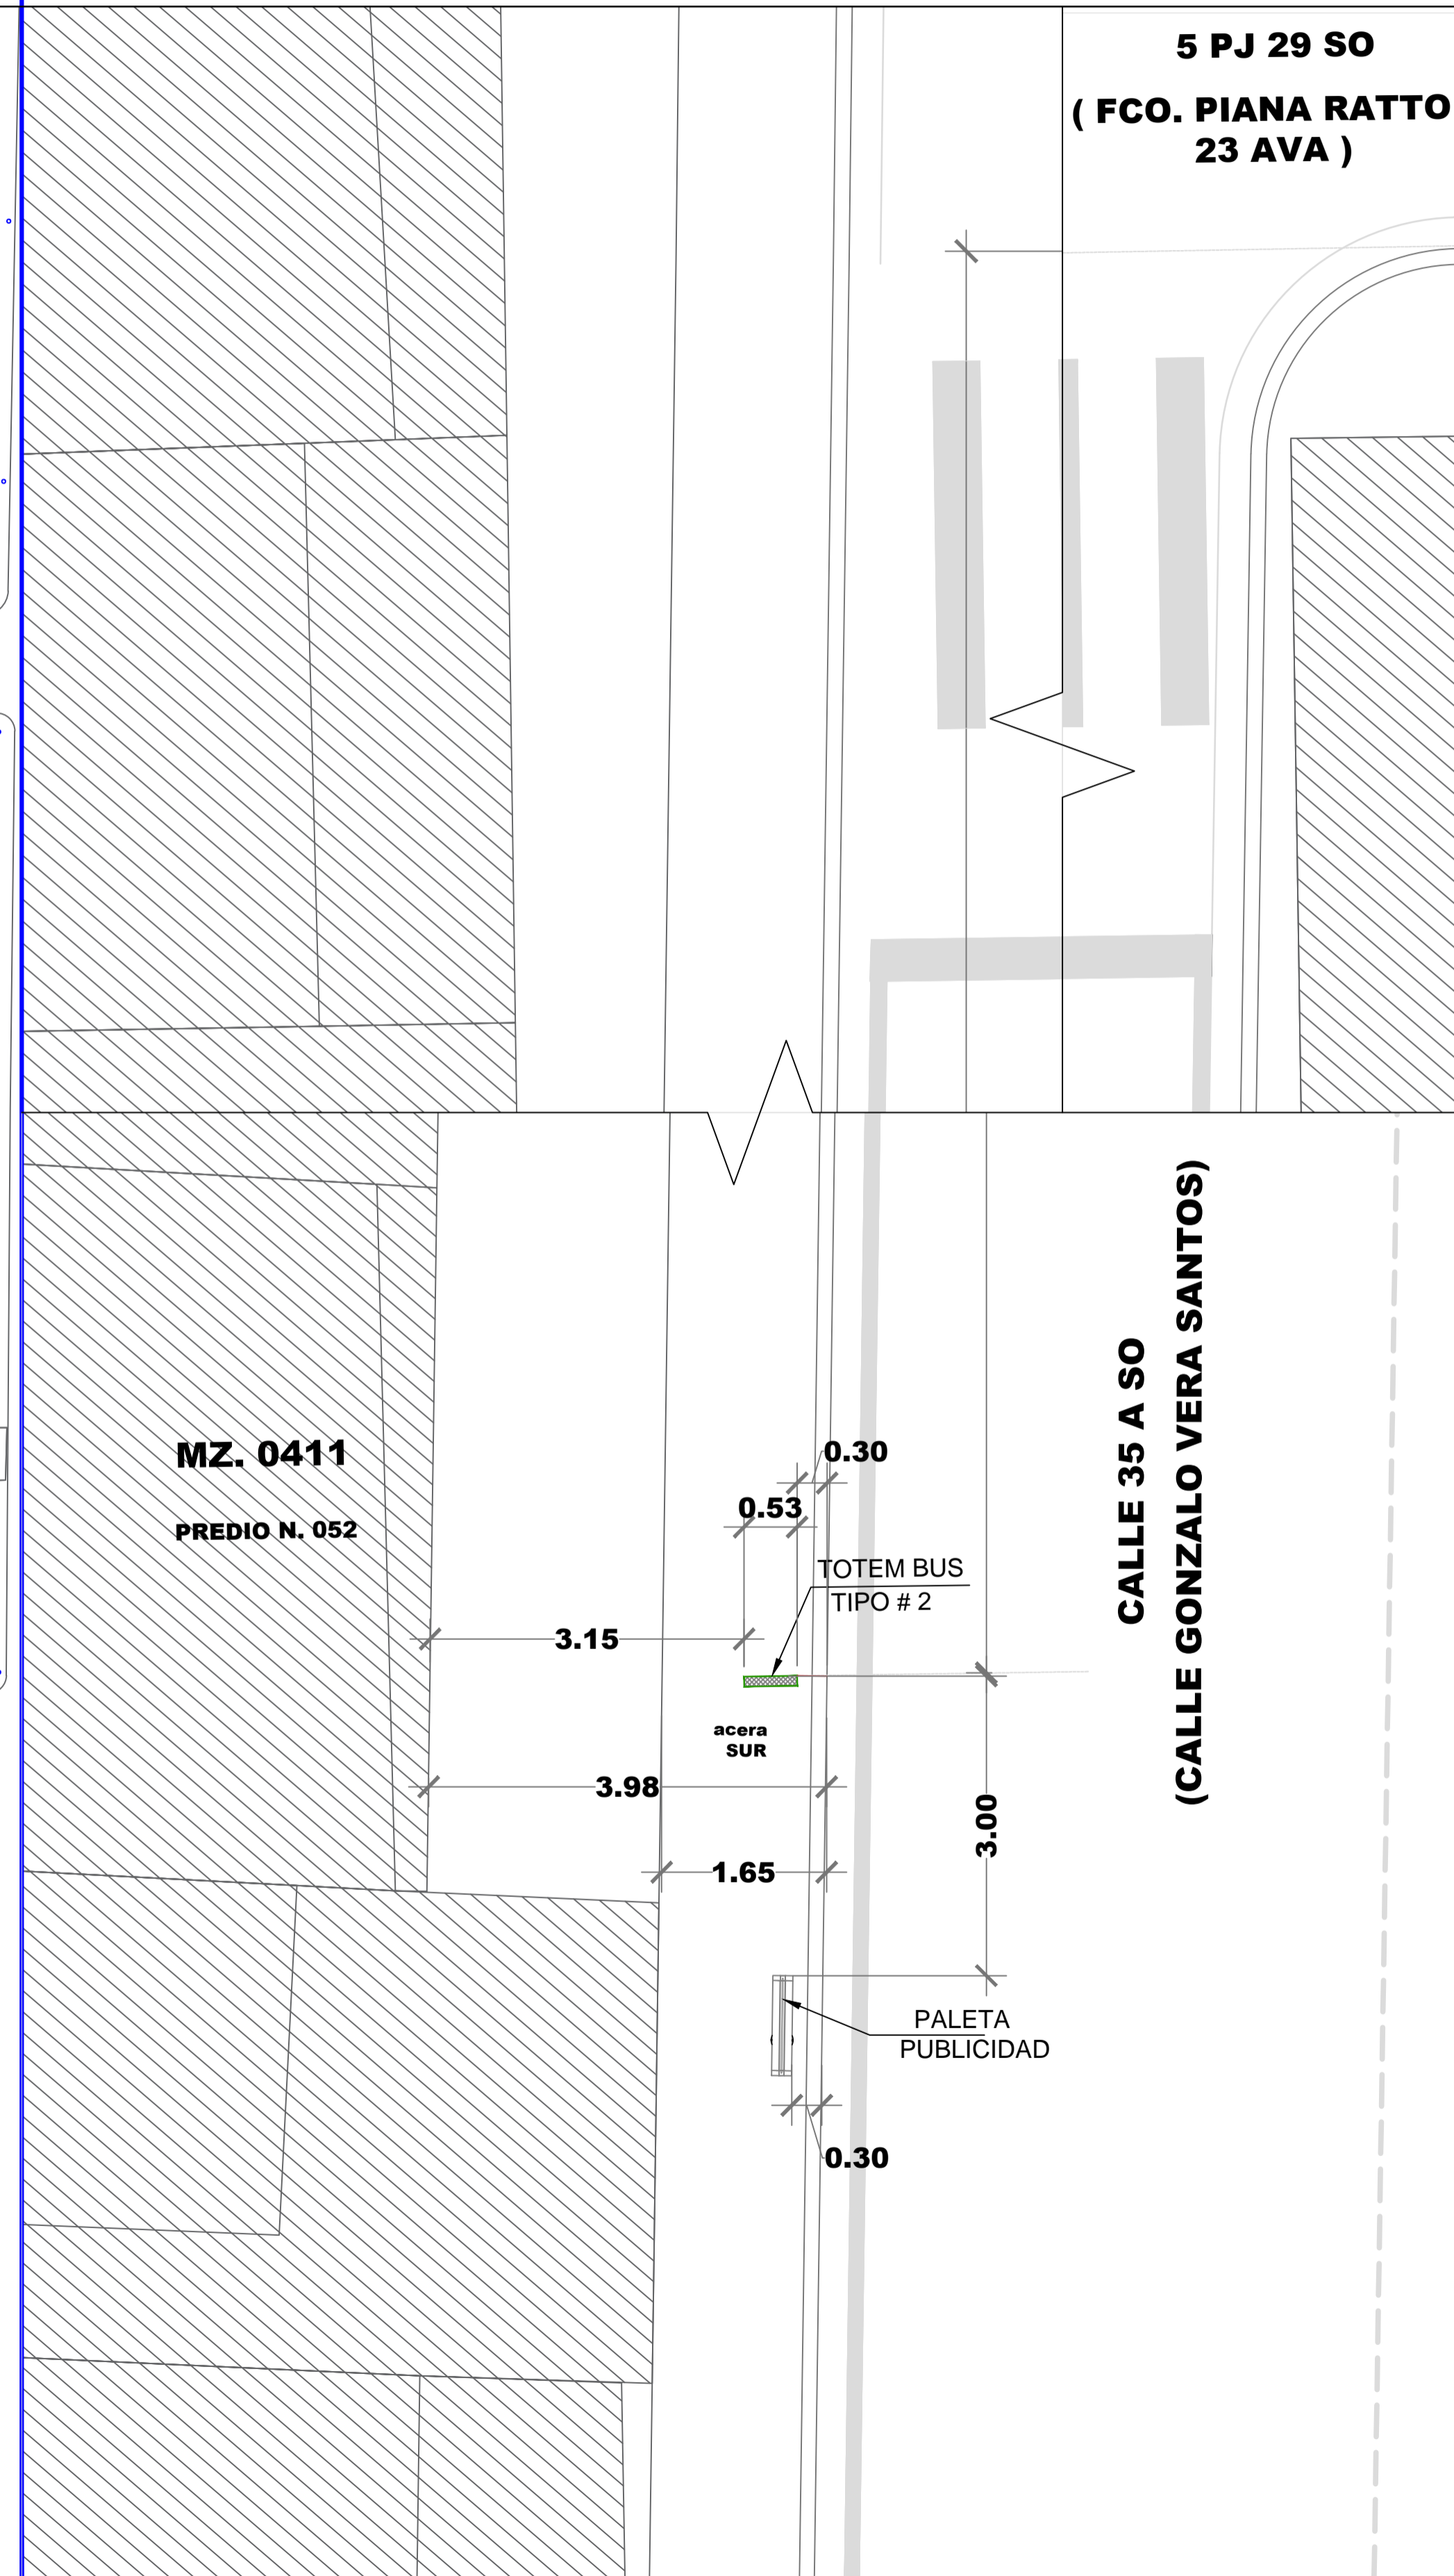 5 PJ 29 SO
( FCO. PIANA RATTO
23 AVA )
CALLE 35 A SO
(CALLE GONZALO VERA SANTOS)
MZ. 0411
PREDIO N. 052
0.30
0.53
TOTEM BUS
TIPO # 2
3.15
acera
SUR
3.98
3.00
1.65
PALETA
PUBLICIDAD
0.30